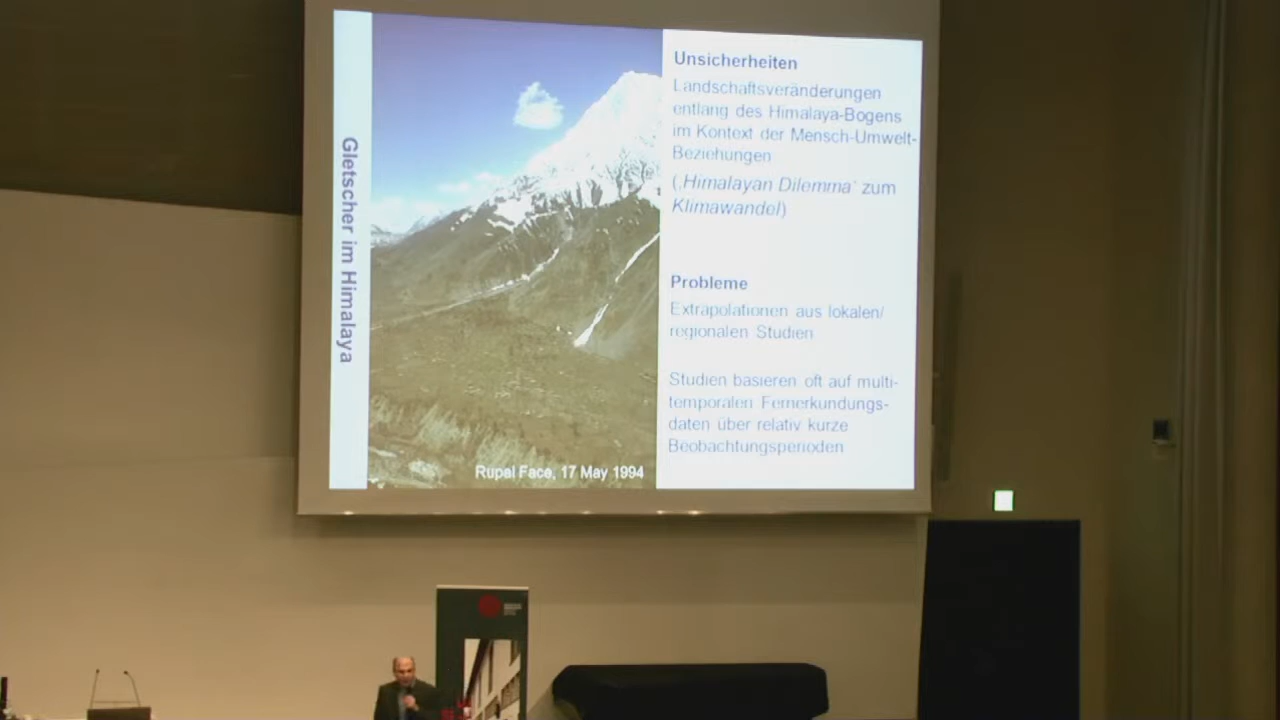 Gletscher im Himalaya
Unsicherheiten
Landschaftsveränderungen
entlang des Himalaya-Bogens
im Kontext der Mensch-Umwelt-
Beziehungen
(‚Himalayan Dilemma‘ zum
Klimawandel)
Probleme
Extrapolationen aus lokalen/
regionalen Studien
Studien basieren oft auf multi-
temporalen Fernerkundungs-
daten über relativ kurze
Beobachtungsperioden
Rupal Face, 17 May 1994